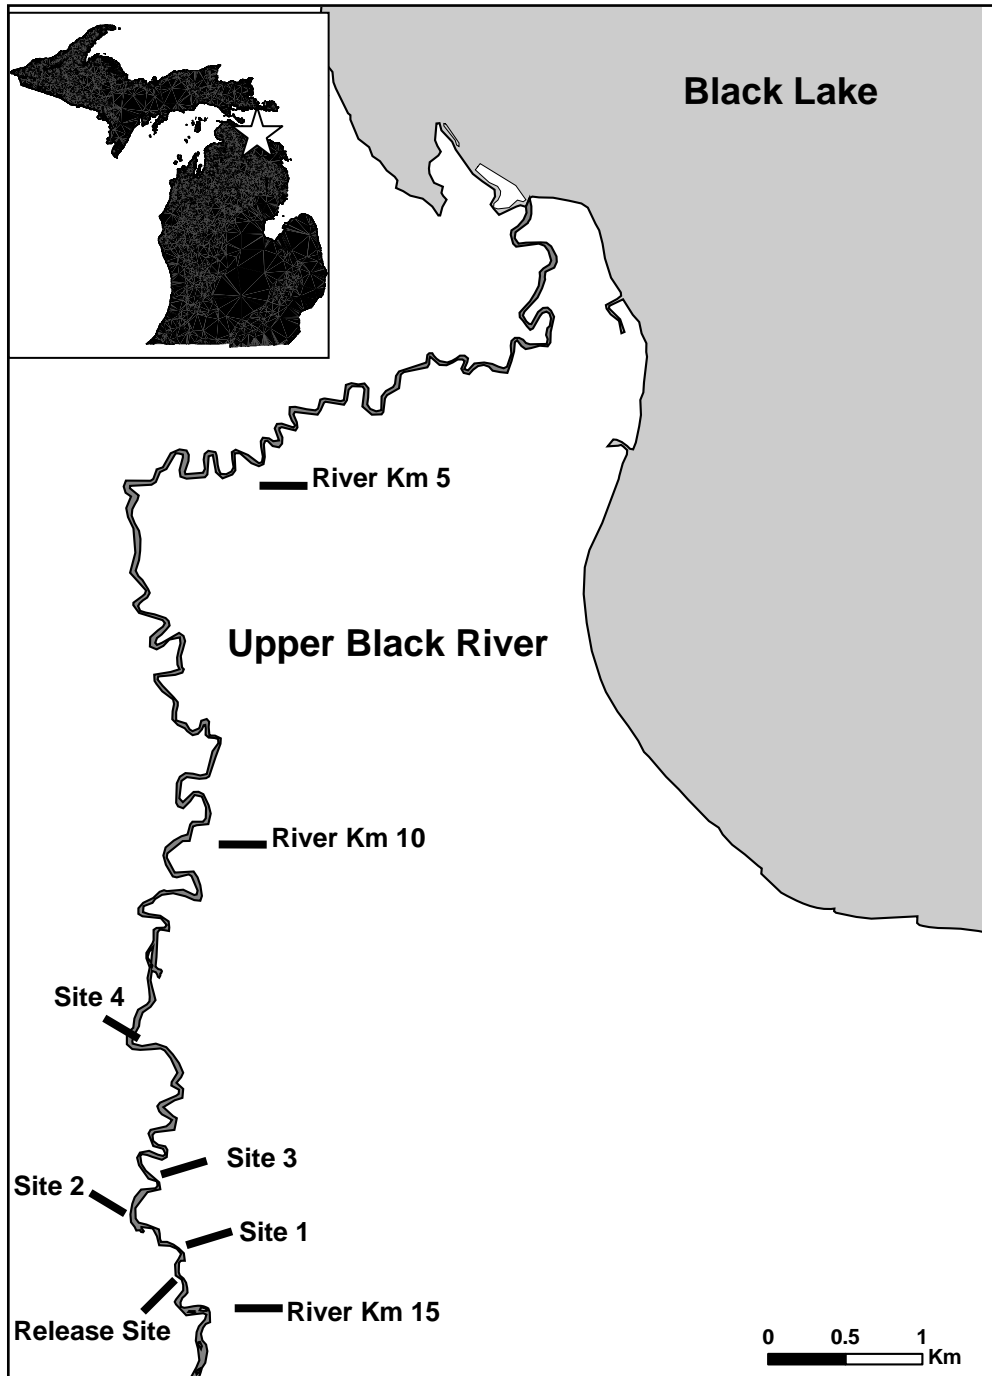 Black Lake
River Km 5
Upper Black River
River Km 10
Site 4
Site 3
Site 2
Site 1
River Km 15
Release Site
0 0.5 1
Km